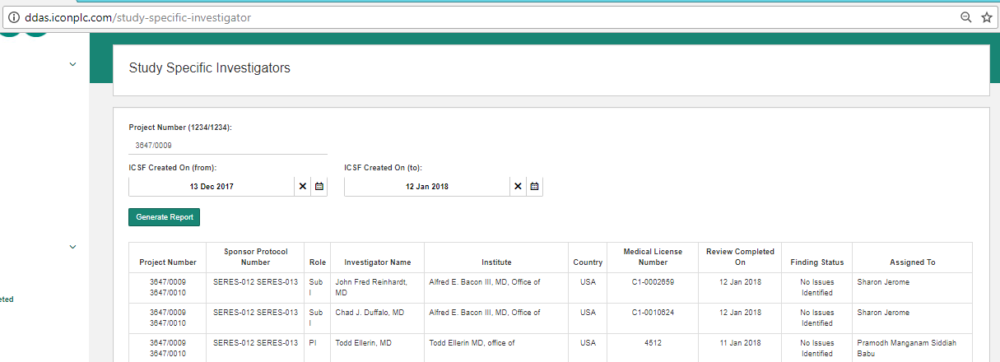 ddas.iconplc.com/study-specific-investigator
Study Specific Investigators
Project Number (1234/1234):
3647/0009
ICSF Created On (from): ICSF Created On (to):
13 Dec 2017 12 Jan 2018
Generate Report
Project Number Sponsor Protocol Number Role Investigator Name Institute Country Medical License Number Review Completed On Finding Status Assigned To
3647/0009 SERES-012 SERES-013 Sub John Fred Reinhardt, Alfred E. Bacon III, MD, Office of USA C1-0002659 12 Jan 2018 No Issues Sharon Jerome
3647/0010 I MD Identified
eted
3647/0009 SERES-012 SERES-013 Sub Chad J. Duffalo, MD Alfred E. Bacon III, MD, Office of USA C1-0010624 12 Jan 2018 No Issues Sharon Jerome
3647/0010 I Identified
3647/0009 SERES-012 SERES-013 PI Todd Ellerin, MD Todd Ellerin MD, office of USA 4512 11 Jan 2018 No Issues Pramodh Manganam Siddiah
3647/0010 Identified Babu